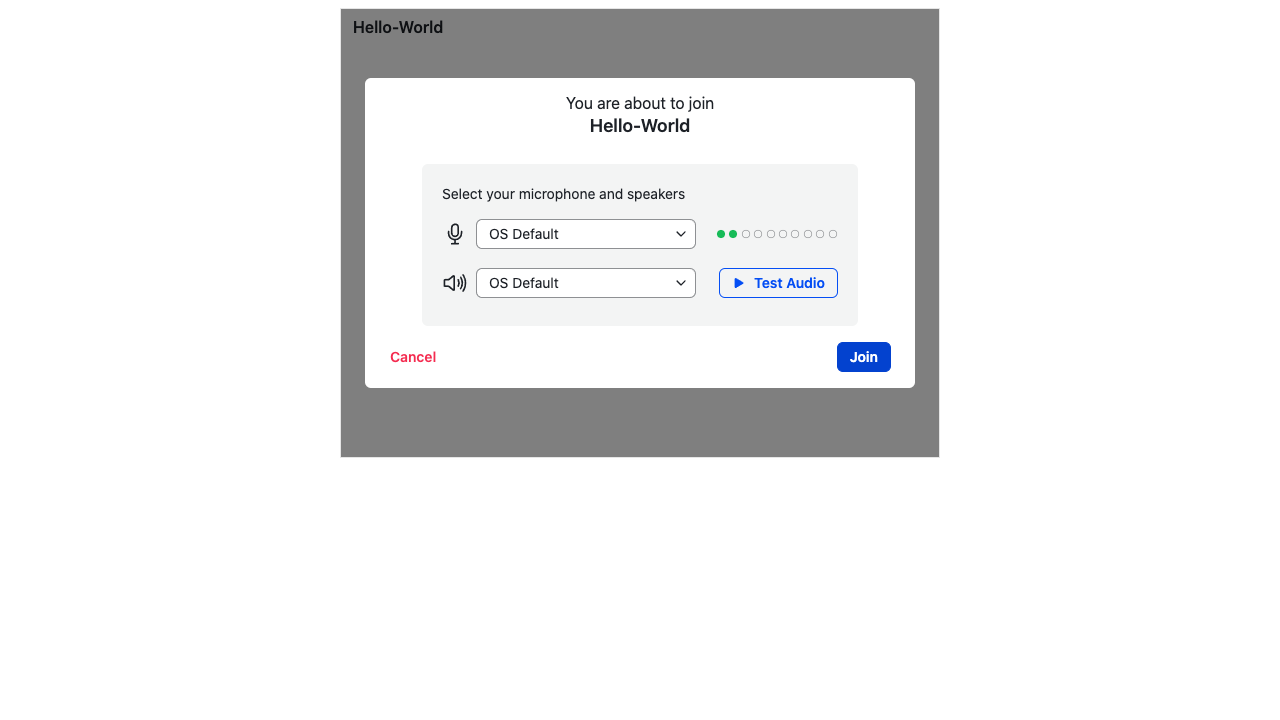 Hello-World
You are about to join
Hello-World
Select your microphone and speakers
OS Default
OS Default
Test Audio
Cancel
Join